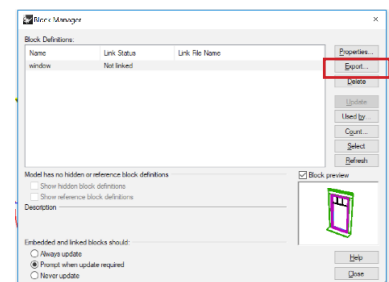 Block Manager
Block Definitions:
Name Link Status Link File Name
window Not linked
Properties...
Export...
Delete
Update
Used by...
Count...
Select
Refresh
Model has no hidden or reference block definitions
Show hidden block definitions
Show reference block definitions
Block preview
Description
Embedded and linked blocks should:
Always update
Prompt when update required
Never update
Help
Close